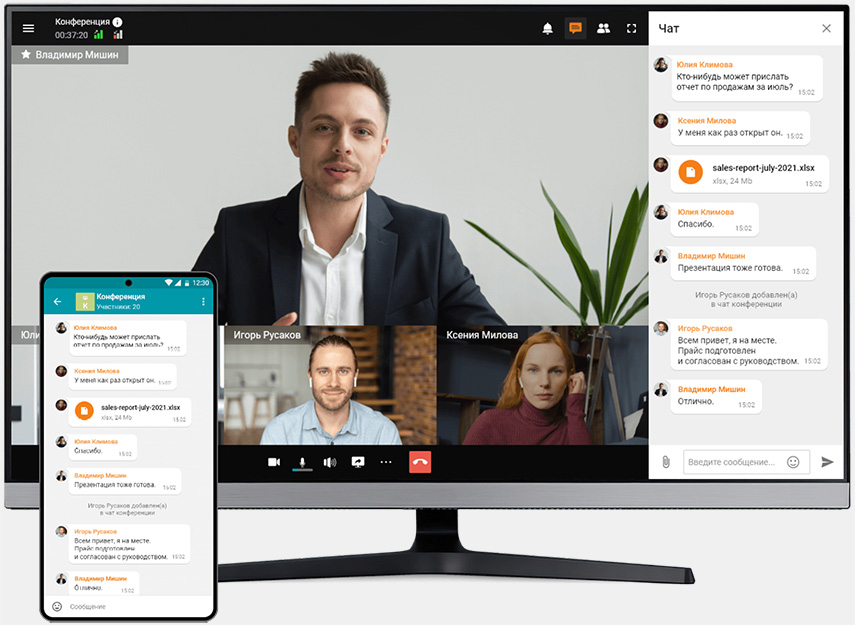 Конференция
00:37:20
Владимир Мишин
Юли
Игорь Русаков
Ксения Милова
Чат
Юлия Климова
Кто-нибудь может прислать
отчет по продажам за июль?
15:02
Ксения Милова
У меня как раз открыт он.
15:02
sales-report-july-2021.xlsx
xlsx, 24 Mb
15:02
Юлия Климова
Спасибо.
15:02
Владимир Мишин
Презентация тоже готова.
15:02
Игорь Русаков добавлен(а)
в чат конференции
Игорь Русаков
Всем привет, я на месте.
Прайс подготовлен
и согласован с руководством.
15:02
Владимир Мишин
Отлично.
15:02
Введите сообщение...
12:30
К
Конференция
Участники: 20
Юлия Климова
Кто-нибудь может прислать
отчет по продажам за июль?
15:02
Ксения Милова
У меня как раз открыт он.
15:02
sales-report-july-2021.xlsx
xlsx, 24 Mb
15:02
Юлия Климова
Спасибо.
15:02
Владимир Мишин
Презентация тоже готова.
15:02
Игорь Русаков добавлен(а)
в чат конференции
Игорь Русаков
Всем привет, я на месте.
Прайс подготовлен
и согласован с руководством.
15:02
Владимир Мишин
Отлично.
15:02
Сообщение